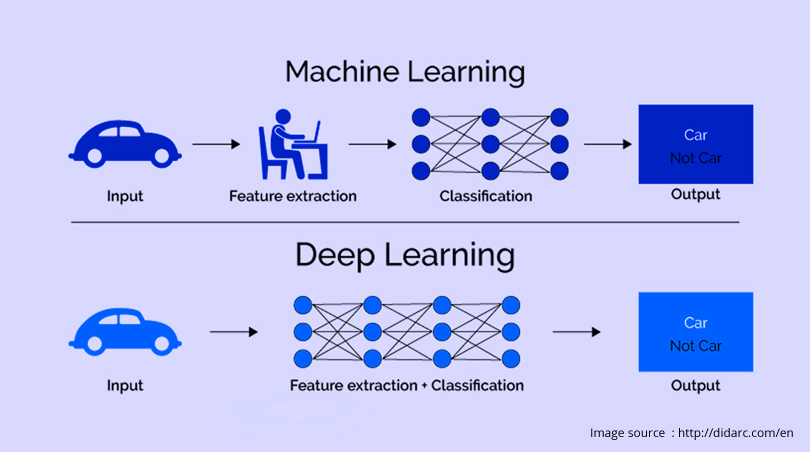 Machine Learning
Input
Feature extraction
Classification
Car
Not Car
Output
Deep Learning
Input
Feature extraction + Classification
Car
Not Car
Output
Image source : http://didarc.com/en